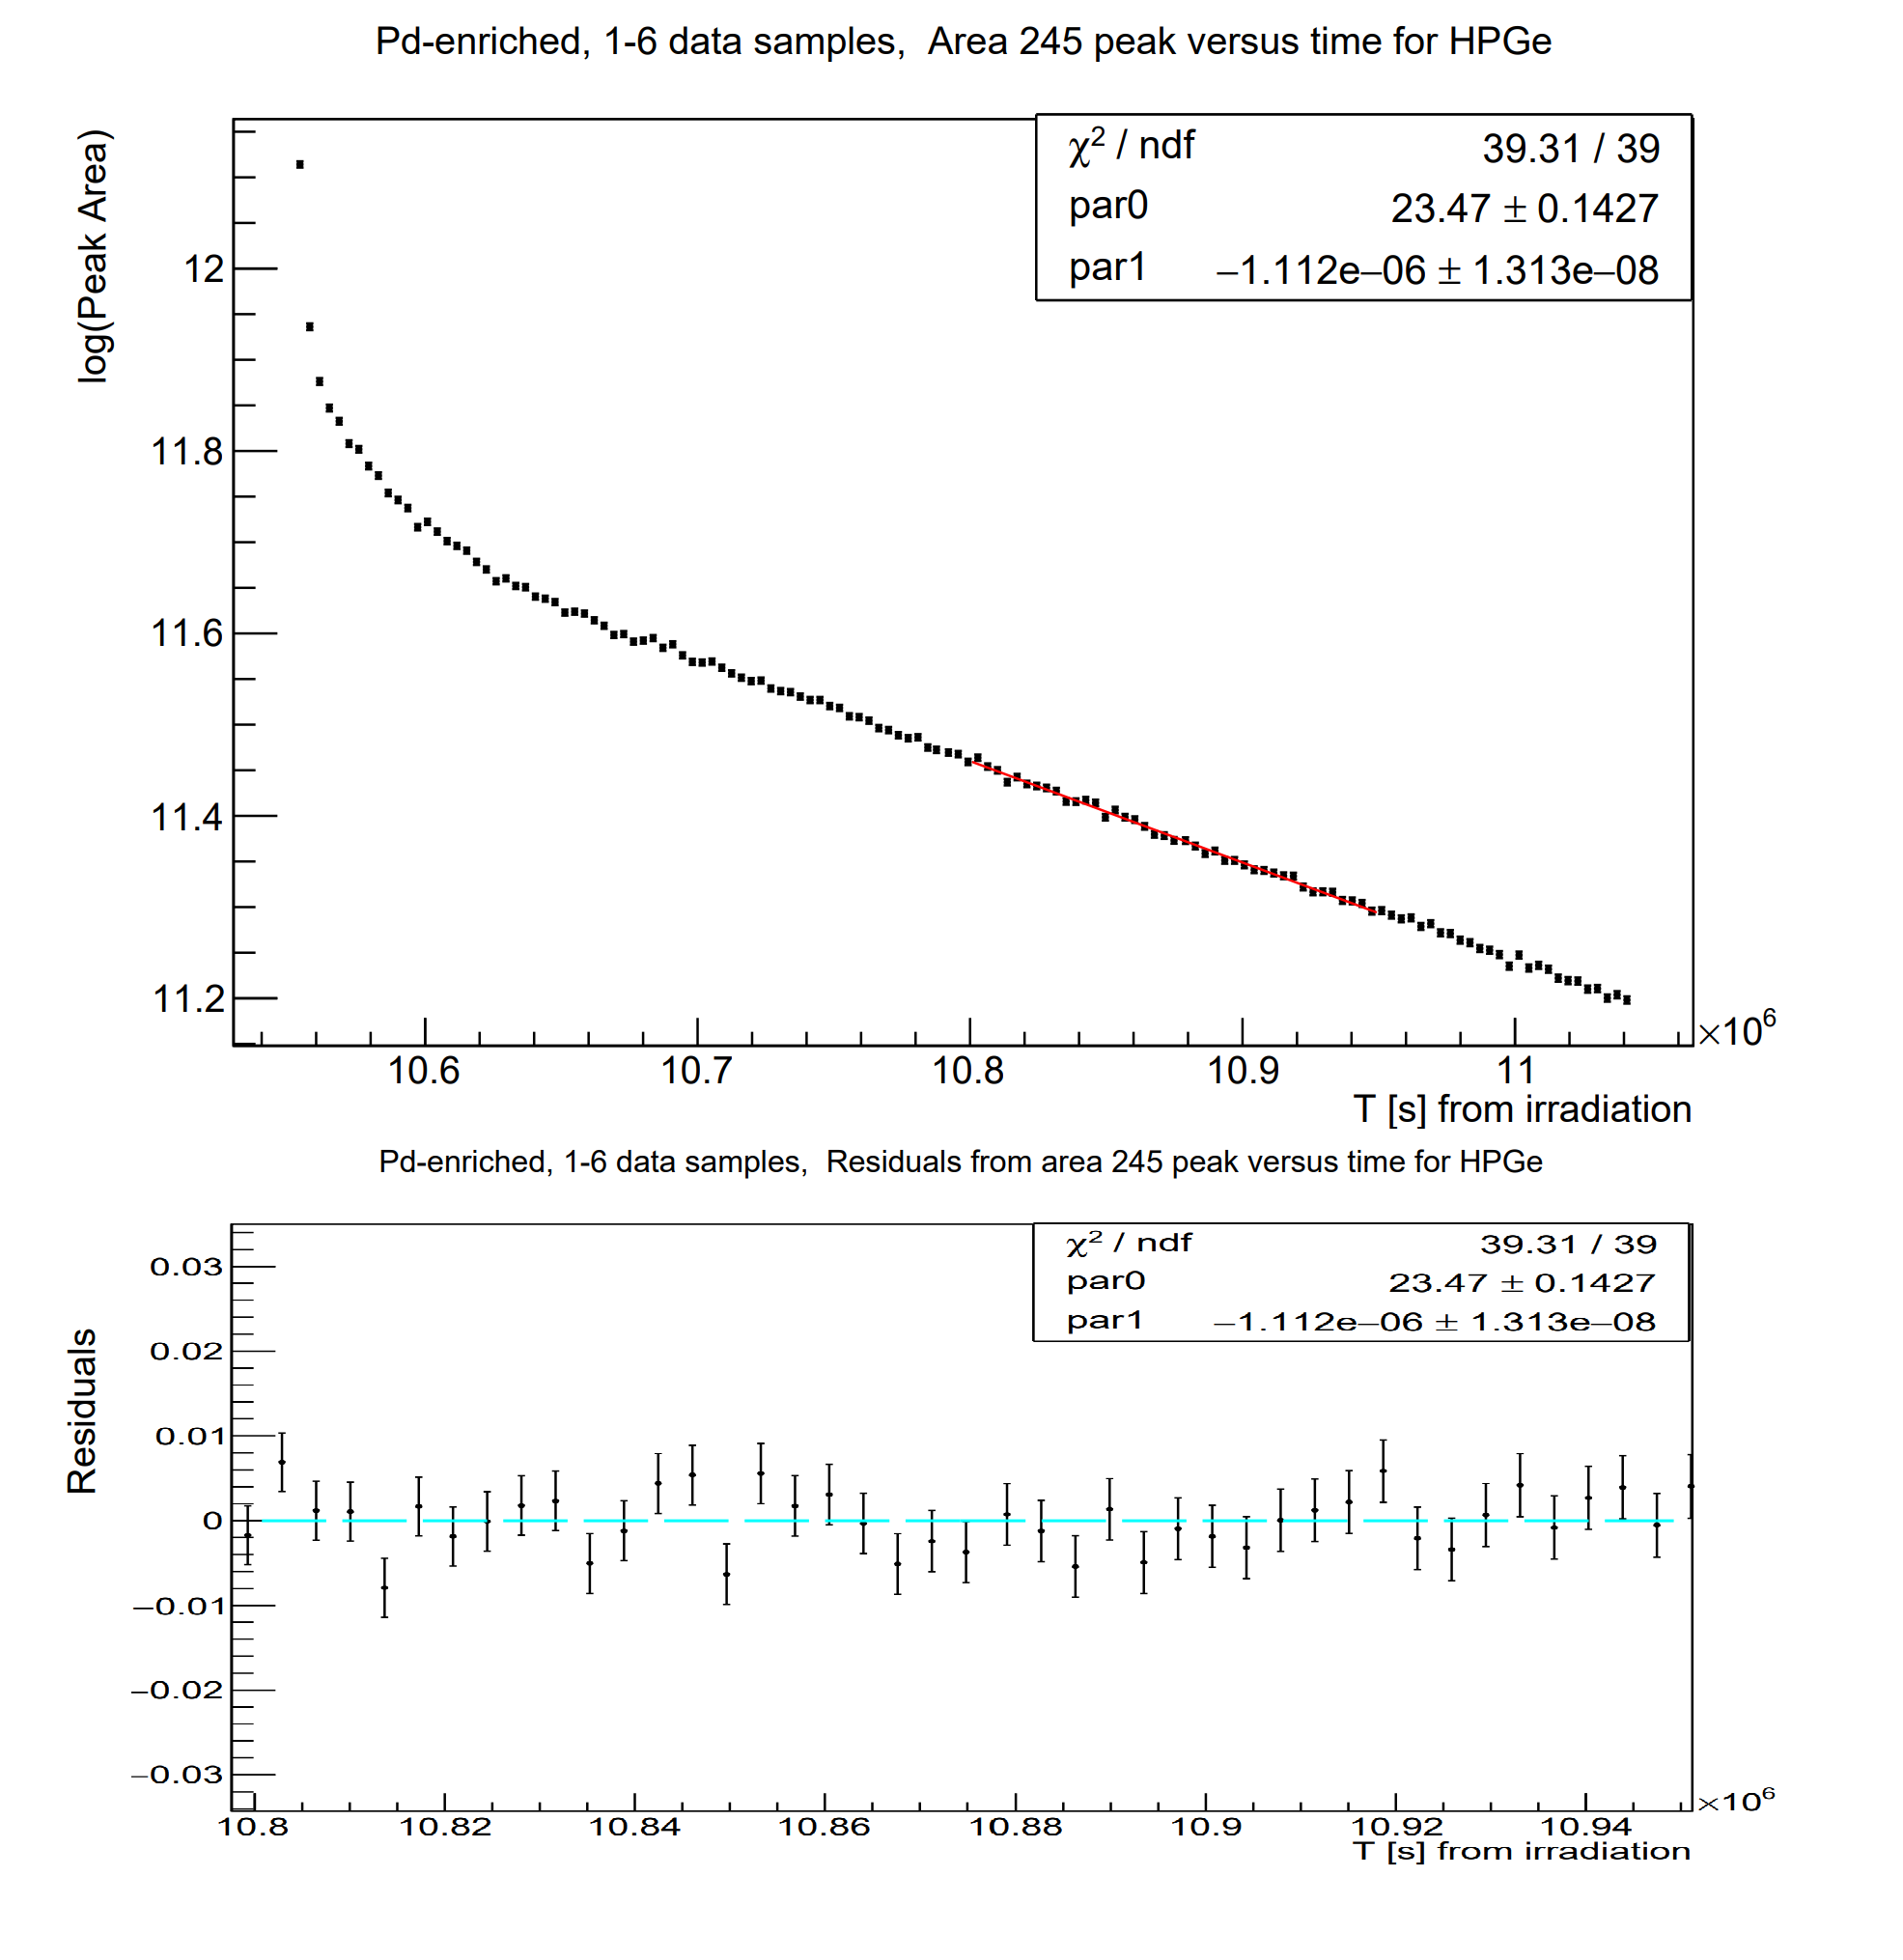 Pd-enriched, 1-6 data samples,  Area 245 peak versus time for HPGe
log(Peak Area)
χ² / ndf 39.31 / 39
par0 23.47 ± 0.1427
par1 −1.112e−06 ± 1.313e−08
12
11.8
11.6
11.4
11.2
10.6 10.7 10.8 10.9 11
×10⁶
T [s] from irradiation
Pd-enriched, 1-6 data samples,  Residuals from area 245 peak versus time for HPGe
Residuals
χ² / ndf 39.31 / 39
par0 23.47 ± 0.1427
par1 −1.112e−06 ± 1.313e−08
0.03
0.02
0.01
0
−0.01
−0.02
−0.03
10.8 10.82 10.84 10.86 10.88 10.9 10.92 10.94
×10⁶
T [s] from irradiation